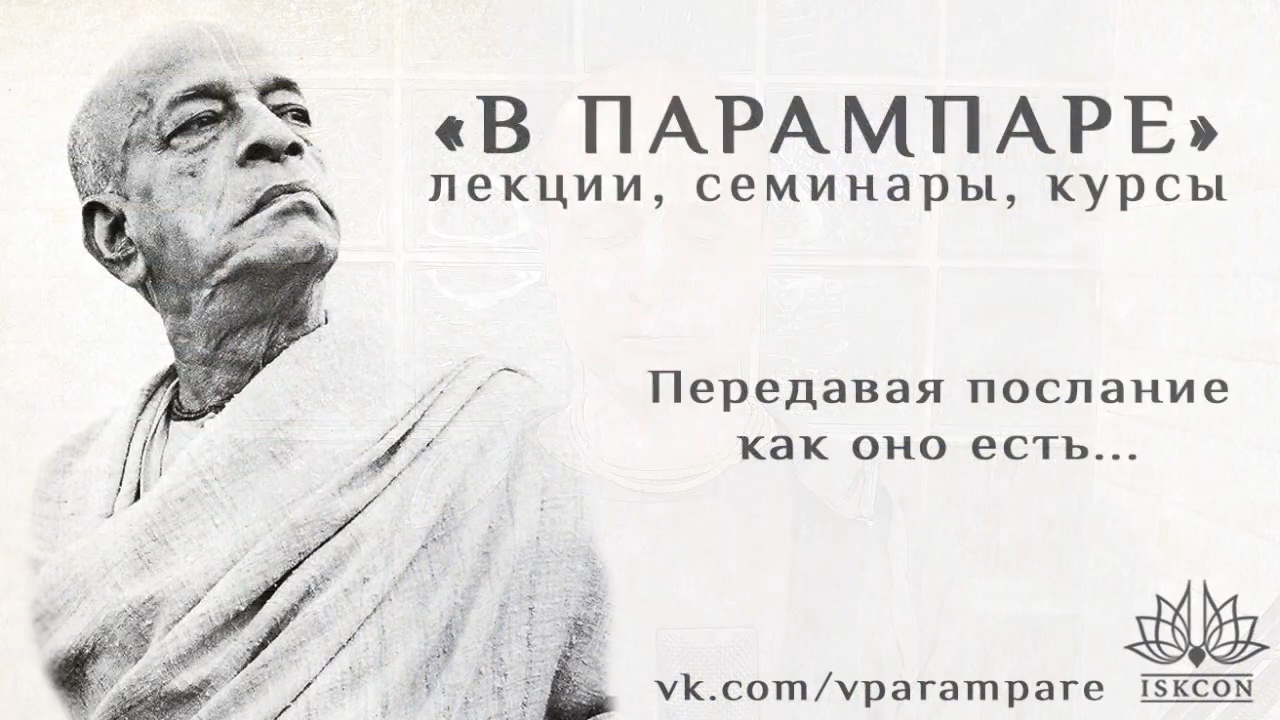 «В ПАРАМПАРЕ»
лекции, семинары, курсы
Передавая послание
как оно есть...
vk.com/vparampare
ISKCON